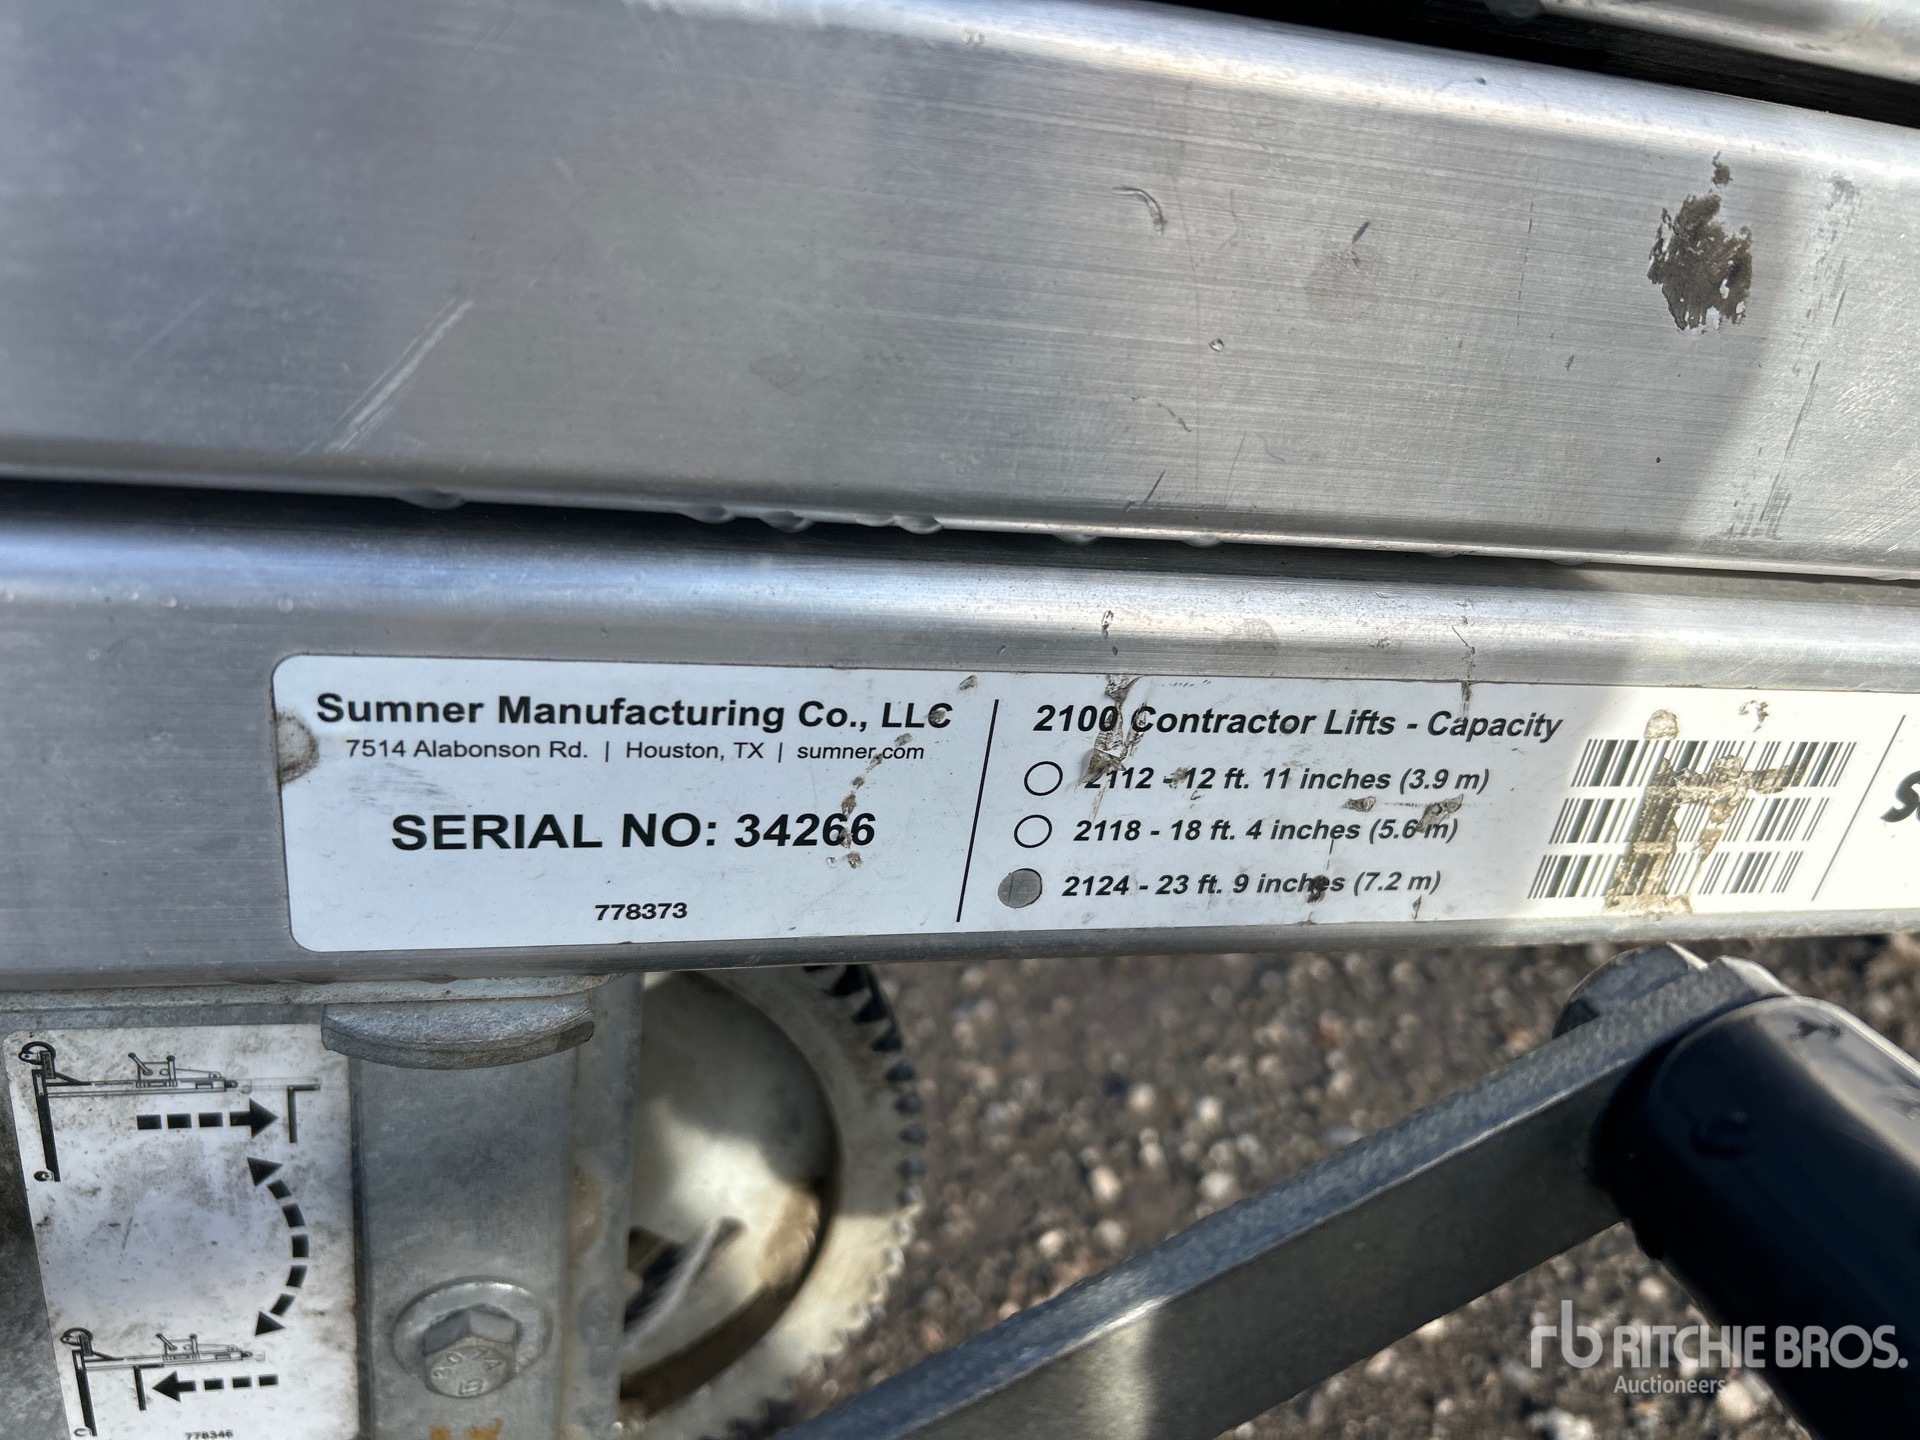 Sumner Manufacturing Co., LLC
7514 Alabonson Rd. | Houston, TX | sumner.com
SERIAL NO: 34266
778373
2100 Contractor Lifts - Capacity
2112 - 12 ft. 11 inches (3.9 m)
2118 - 18 ft. 4 inches (5.6 m)
2124 - 23 ft. 9 inches (7.2 m)
778346
rb RITCHIE BROS.
Auctioneers